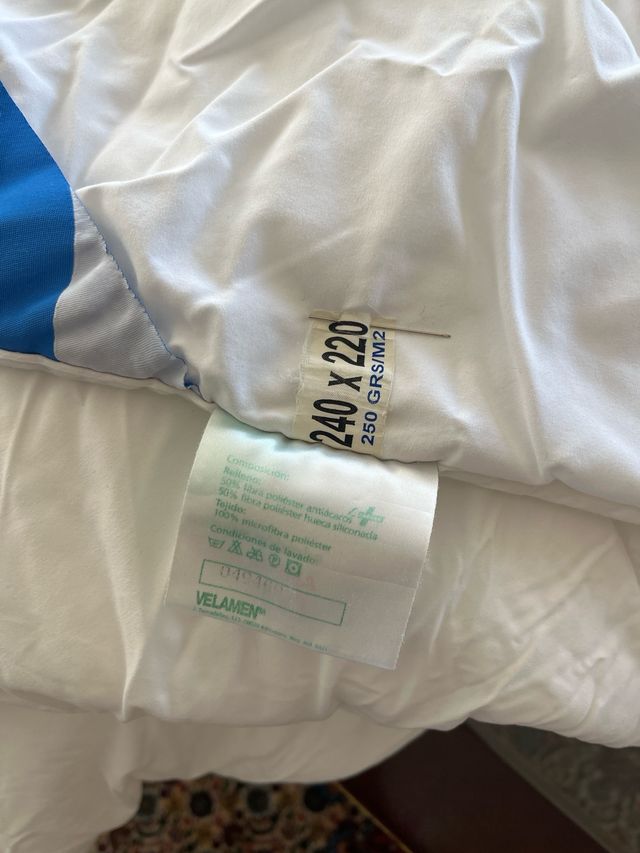 240 x 220
250 GRS/M2
Composición:
Relleno:
50% fibra poliéster antiácaros
50% fibra poliéster hueca siliconada
Tejido:
100% microfibra poliéster
Condiciones de lavado:
VELAMEN